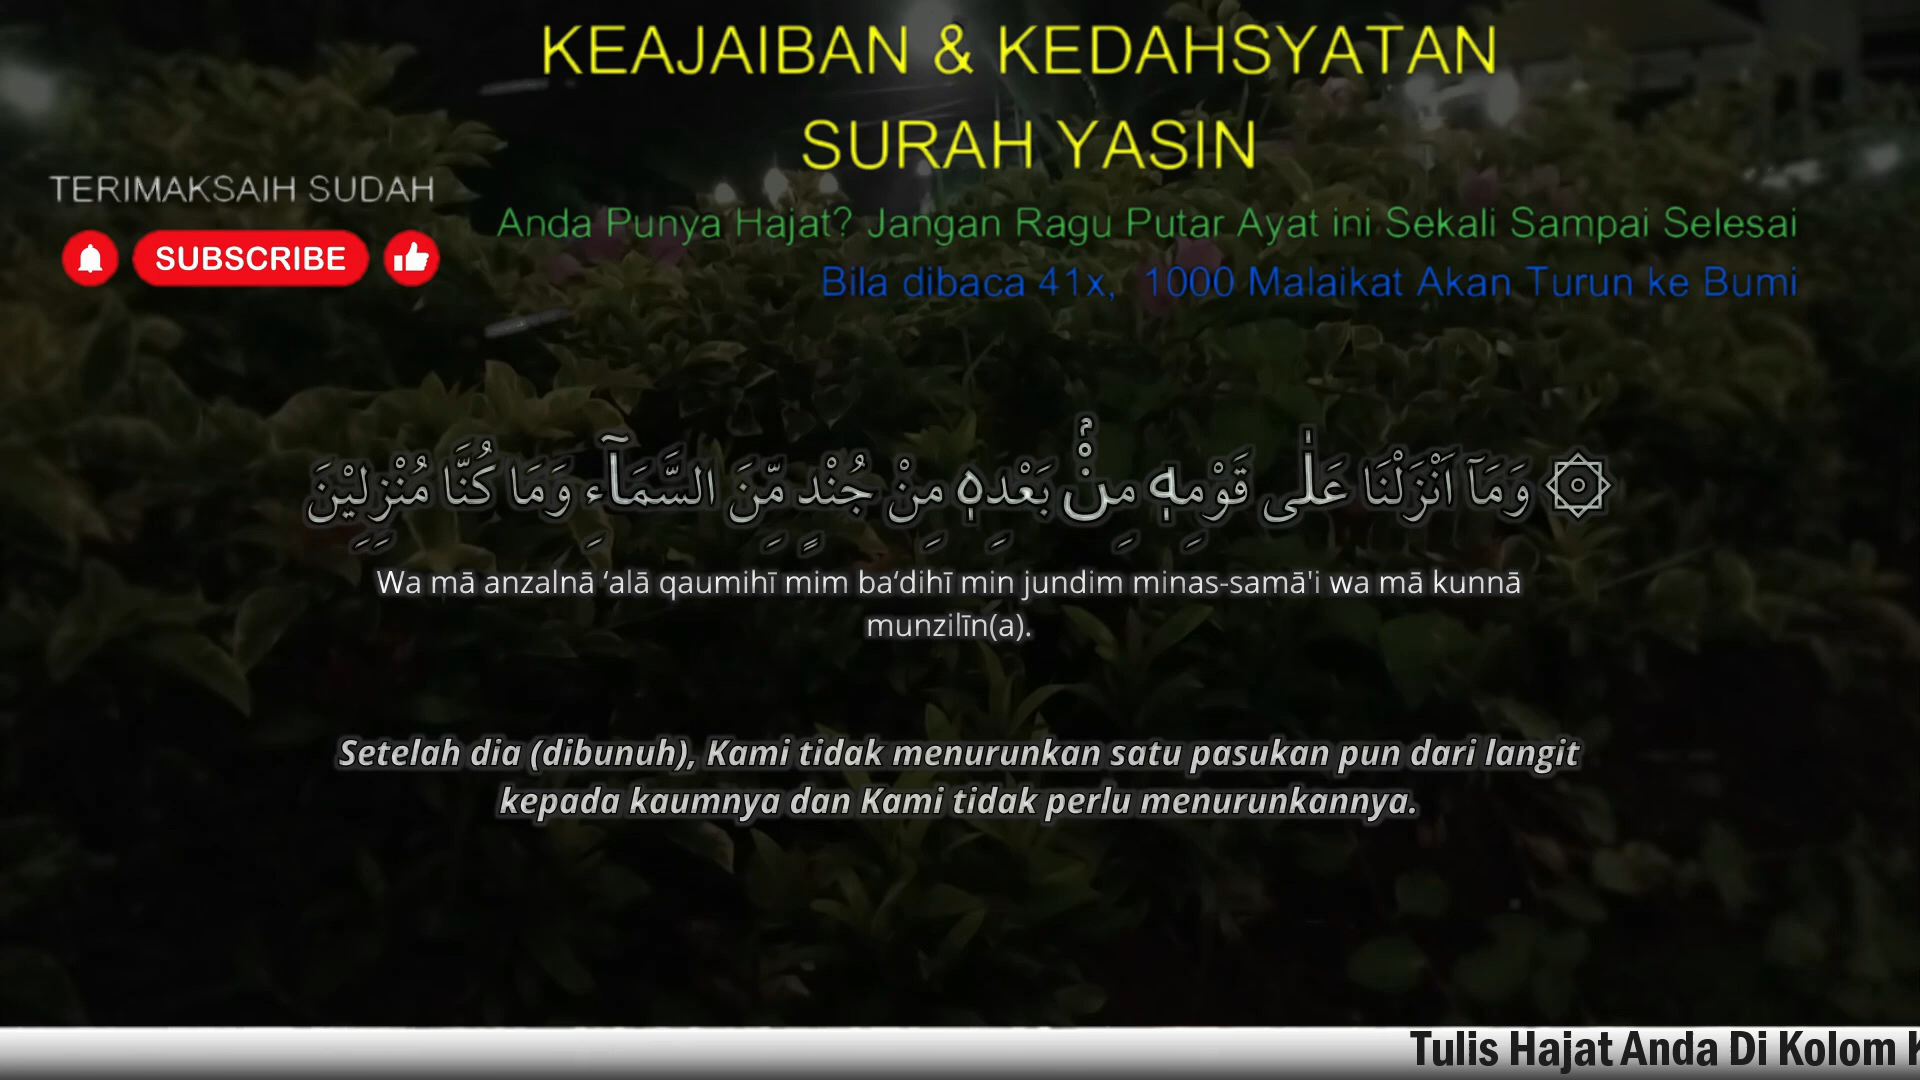 KEAJAIBAN & KEDAHSYATAN
SURAH YASIN
TERIMAKSAIH SUDAH
SUBSCRIBE
Anda Punya Hajat? Jangan Ragu Putar Ayat ini Sekali Sampai Selesai
Bila dibaca 41x, 1000 Malaikat Akan Turun ke Bumi
۞ وَمَآ اَنْزَلْنَا عَلٰى قَوْمِهٖ مِنْۢ بَعْدِهٖ مِنْ جُنْدٍ مِّنَ السَّمَاۤءِ وَمَا كُنَّا مُنْزِلِيْنَ
Wa mā anzalnā ‘alā qaumihī mim ba‘dihī min jundim minas-samā'i wa mā kunnā
munzilīn(a).
Setelah dia (dibunuh), Kami tidak menurunkan satu pasukan pun dari langit
kepada kaumnya dan Kami tidak perlu menurunkannya.
Tulis Hajat Anda Di Kolom